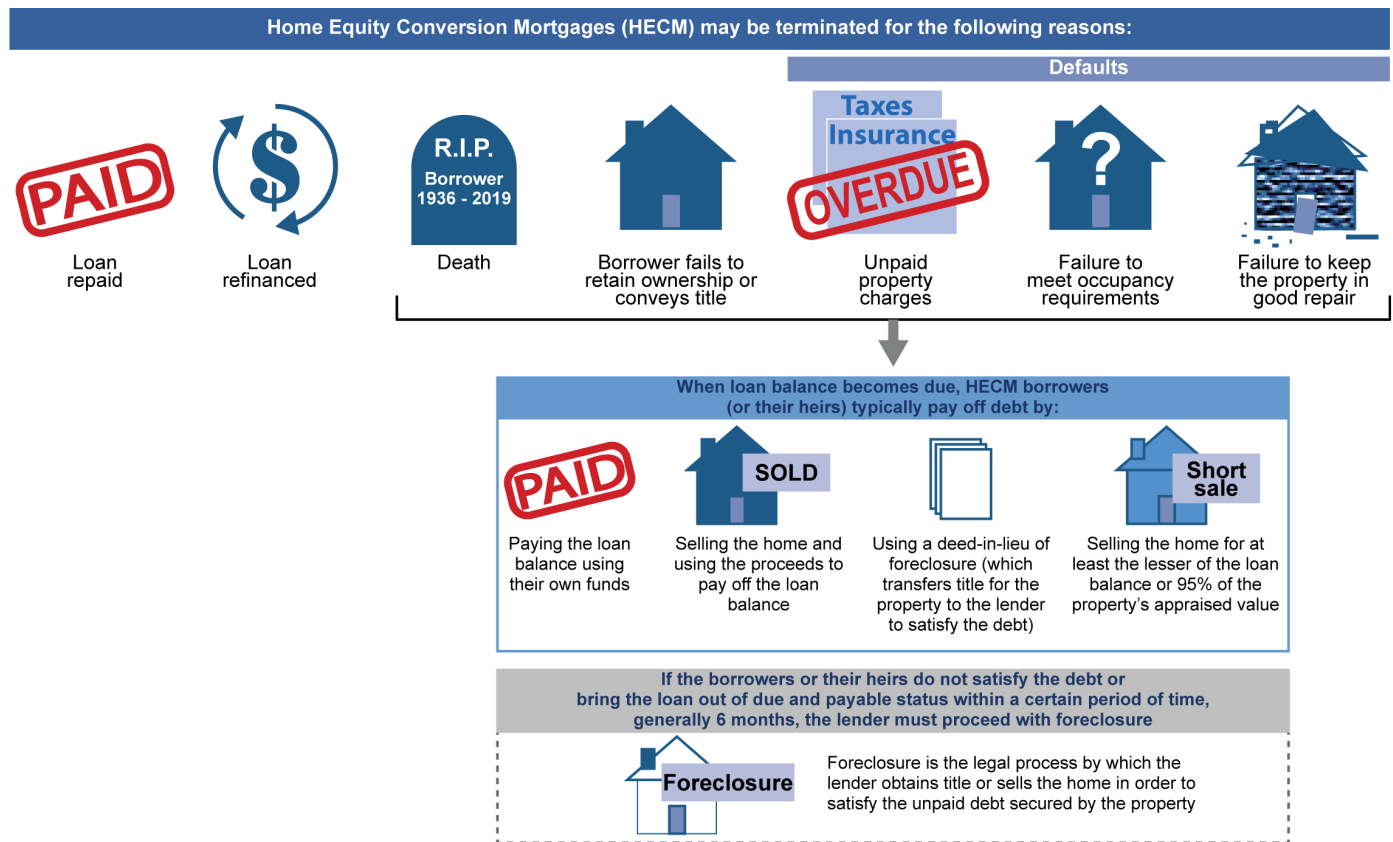 Home Equity Conversion Mortgages (HECM) may be terminated for the following reasons:
Defaults
PAID
Loan
repaid
$
Loan
refinanced
R.I.P.
Borrower
1936 - 2019
Death
Borrower fails to
retain ownership or
conveys title
Taxes
Insurance
OVERDUE
Unpaid
property
charges
?
Failure to
meet occupancy
requirements
Failure to keep
the property in
good repair
When loan balance becomes due, HECM borrowers
(or their heirs) typically pay off debt by:
PAID
Paying the loan
balance using
their own funds
SOLD
Selling the home and
using the proceeds to
pay off the loan
balance
Using a deed-in-lieu of
foreclosure (which
transfers title for the
property to the lender
to satisfy the debt)
Short
sale
Selling the home for at
least the lesser of the loan
balance or 95% of the
property’s appraised value
If the borrowers or their heirs do not satisfy the debt or
bring the loan out of due and payable status within a certain period of time,
generally 6 months, the lender must proceed with foreclosure
Foreclosure
Foreclosure is the legal process by which the
lender obtains title or sells the home in order to
satisfy the unpaid debt secured by the property